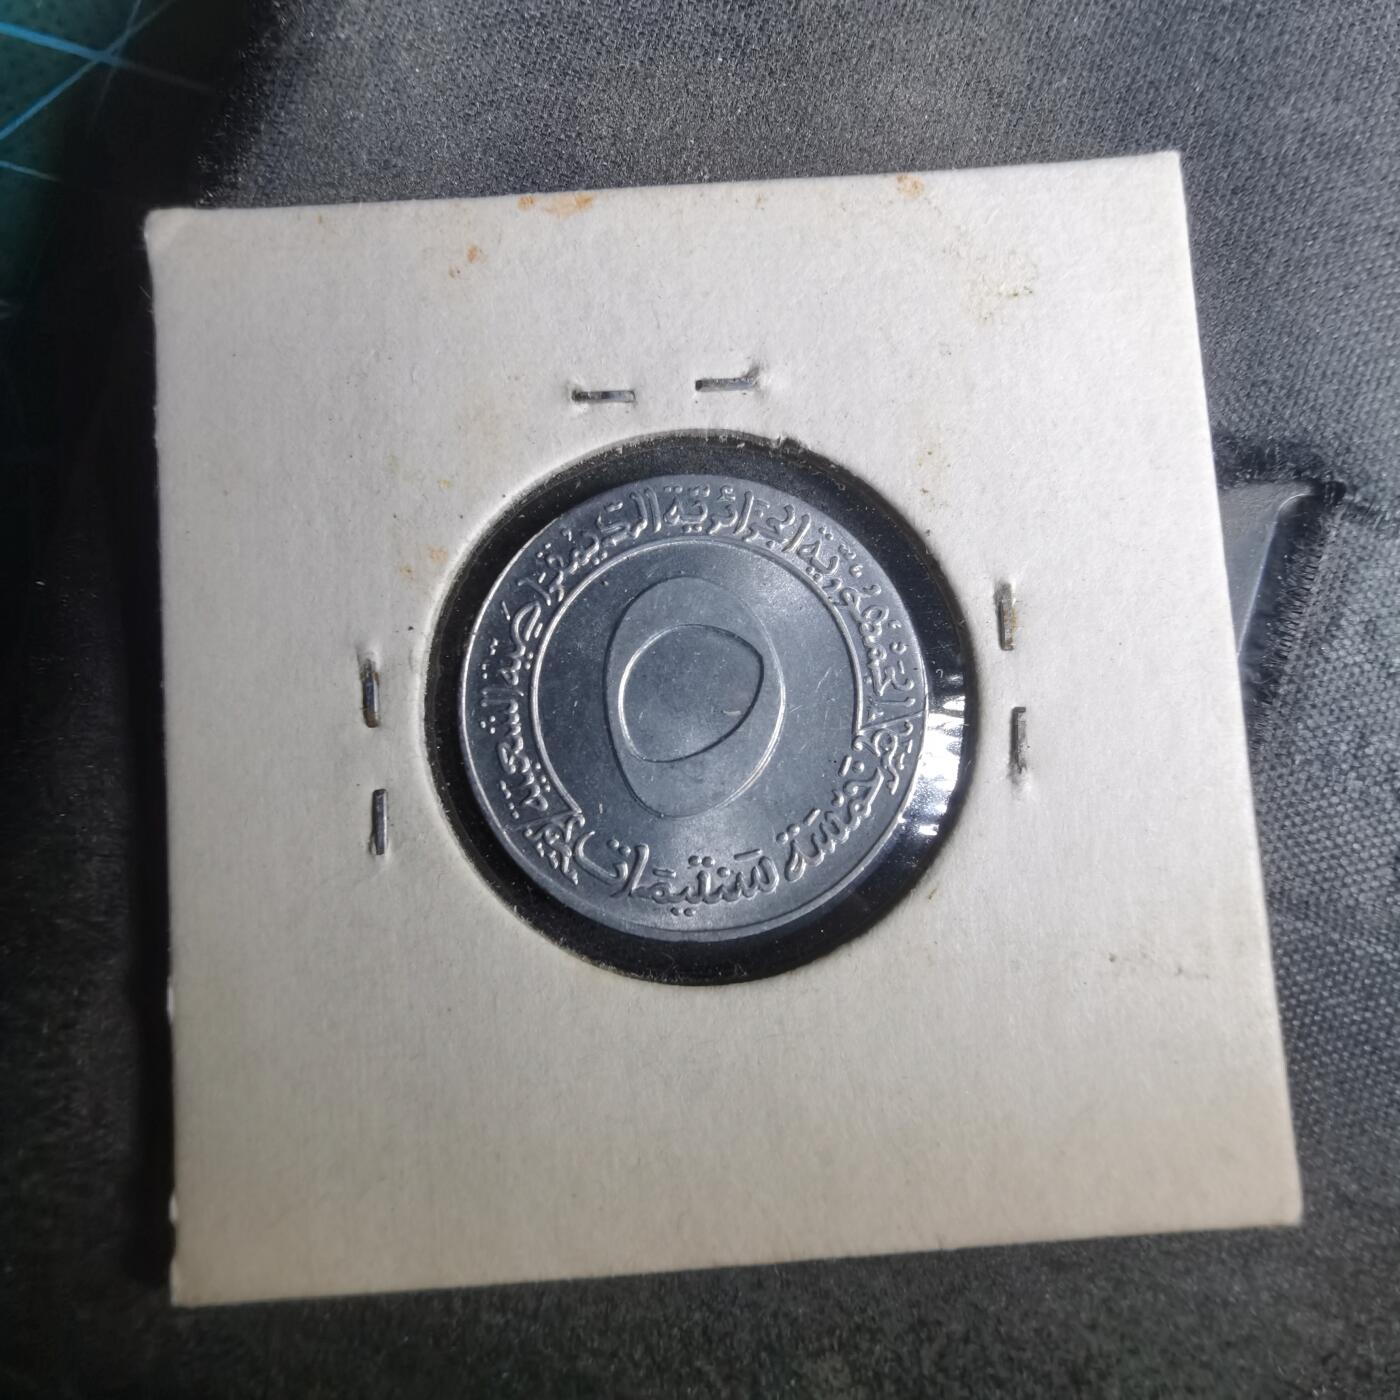 الجمهورية الجزائرية الديمقراطية الشعبية
٥
خمسة سنتيمات